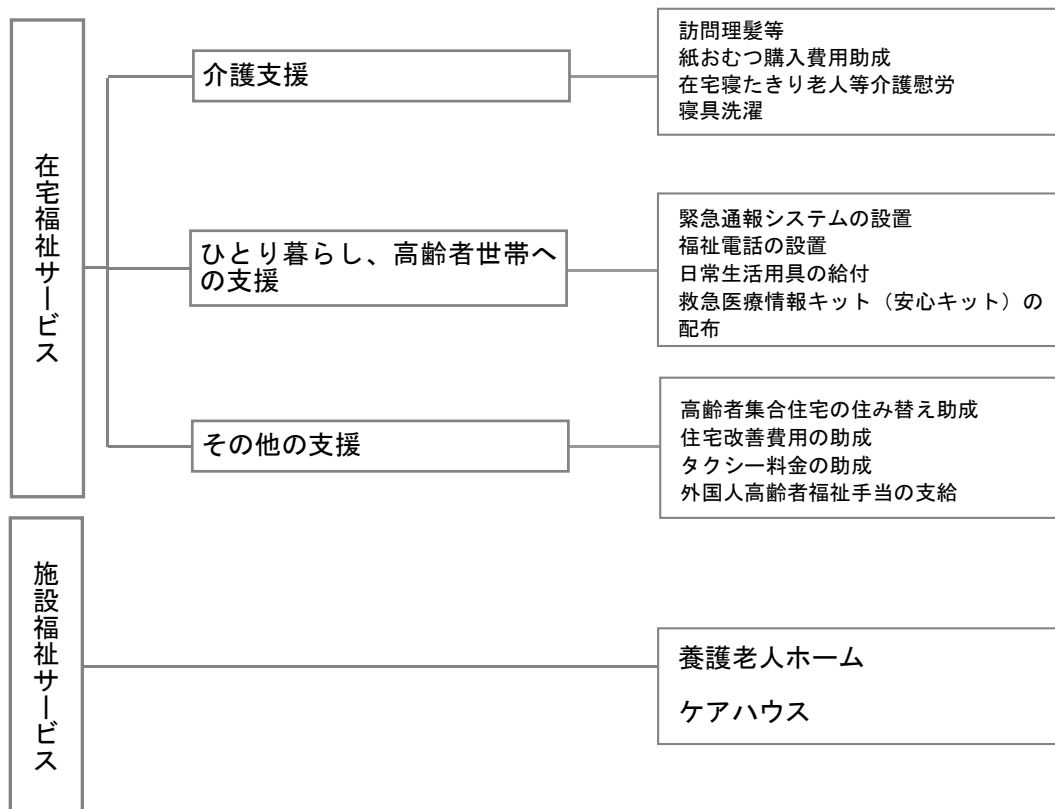 在宅福祉サービス
介護支援
訪問理髪等
紙おむつ購入費用助成
在宅寝たきり老人等介護慰労
寝具洗濯
ひとり暮らし、高齢者世帯へ
の支援
緊急通報システムの設置
福祉電話の設置
日常生活用具の給付
救急医療情報キット（安心キット）の
配布
その他の支援
高齢者集合住宅の住み替え助成
住宅改善費用の助成
タクシー料金の助成
外国人高齢者福祉手当の支給
施設福祉サービス
養護老人ホーム
ケアハウス